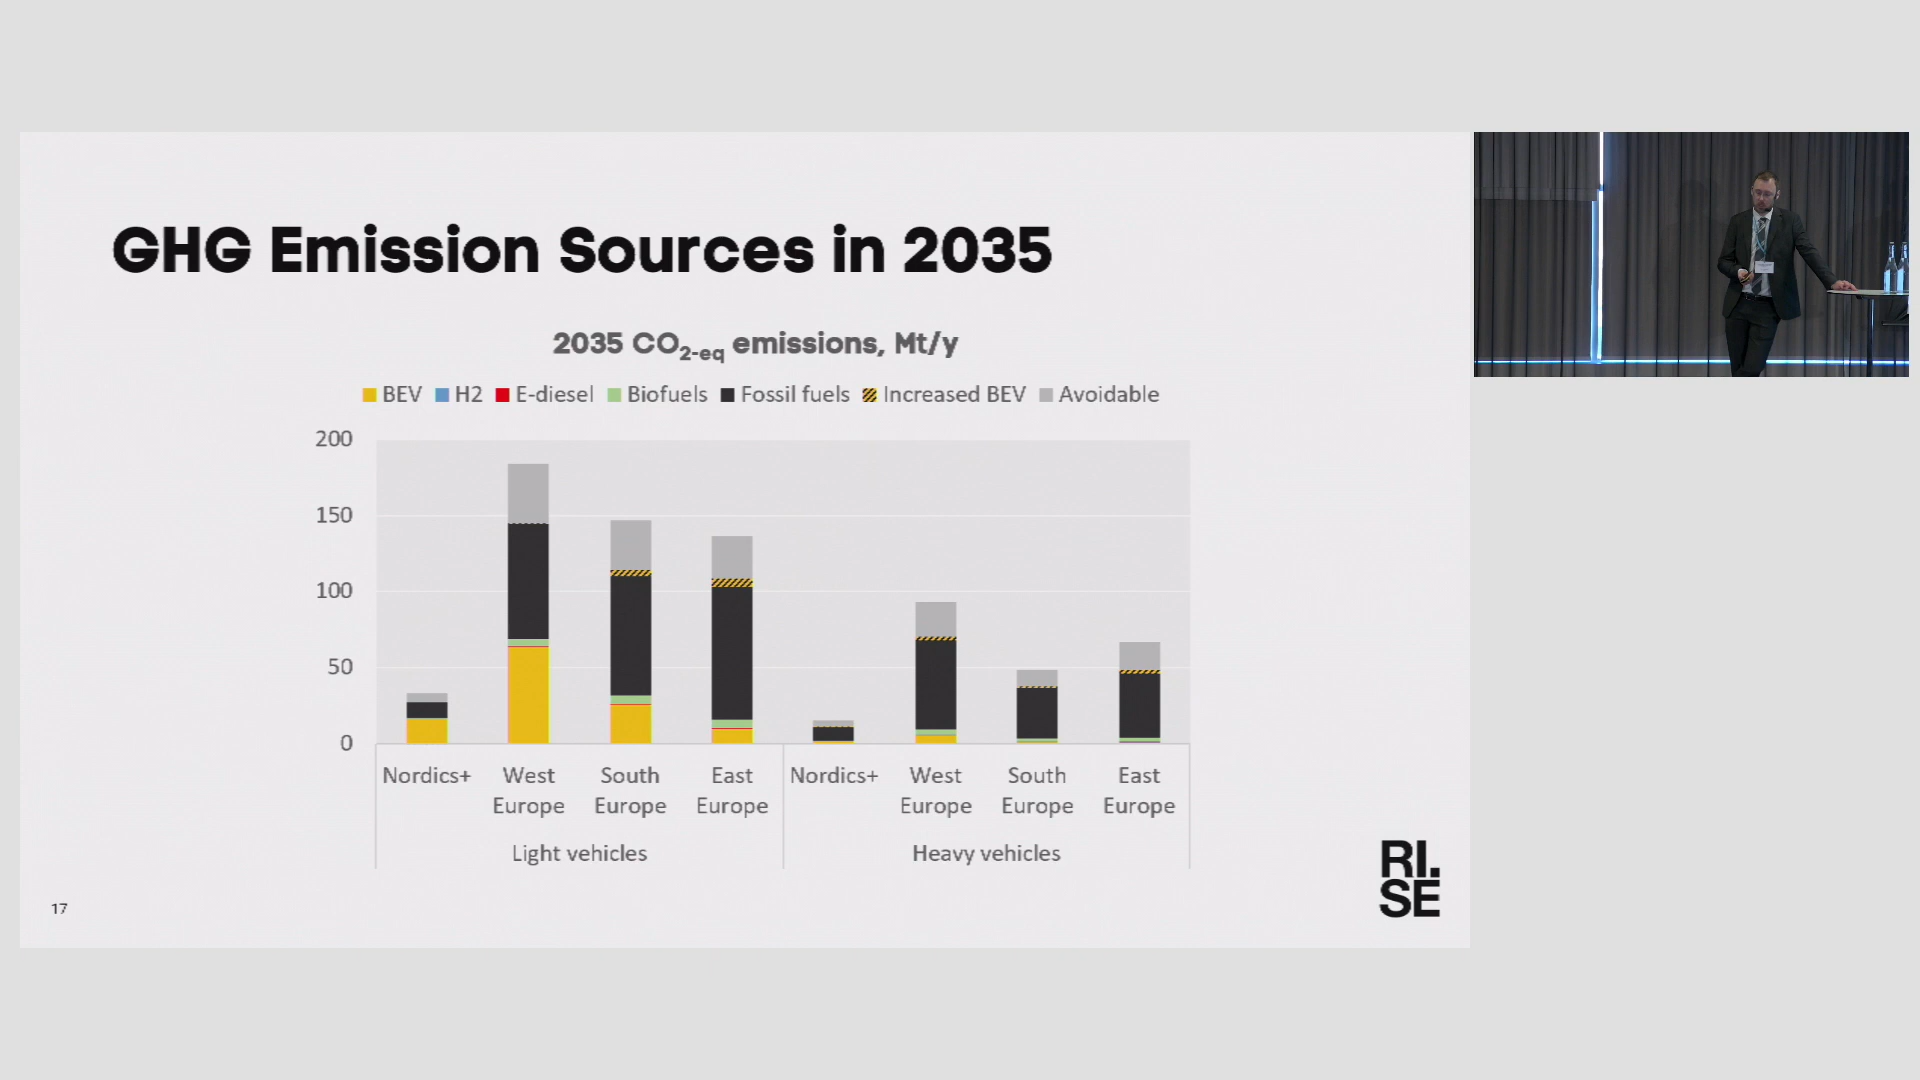 GHG Emission Sources in 2035
2035 CO2-eq emissions, Mt/y
BEV H2 E-diesel Biofuels Fossil fuels Increased BEV Avoidable
200
150
100
50
0
Nordics+ West Europe South Europe East Europe Nordics+ West Europe South Europe East Europe
Light vehicles Heavy vehicles
17
RI.
SE